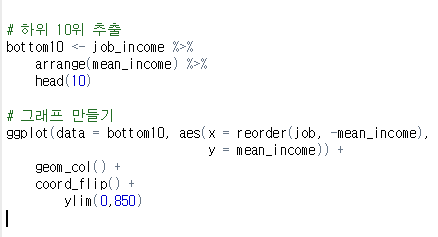 # 하위 10위 추출
bottom10 <- job_income %>%
    arrange(mean_income) %>%
    head(10)

# 그래프 만들기
ggplot(data = bottom10, aes(x = reorder(job, -mean_income),
                            y = mean_income)) +
    geom_col() +
    coord_flip() +
        ylim(0,850)